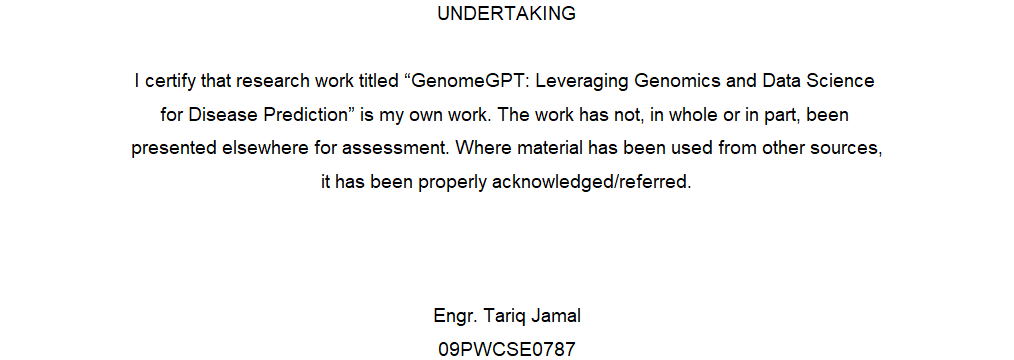 UNDERTAKING
I certify that research work titled “GenomeGPT: Leveraging Genomics and Data Science
for Disease Prediction” is my own work. The work has not, in whole or in part, been
presented elsewhere for assessment. Where material has been used from other sources,
it has been properly acknowledged/referred.
Engr. Tariq Jamal
09PWCSE0787